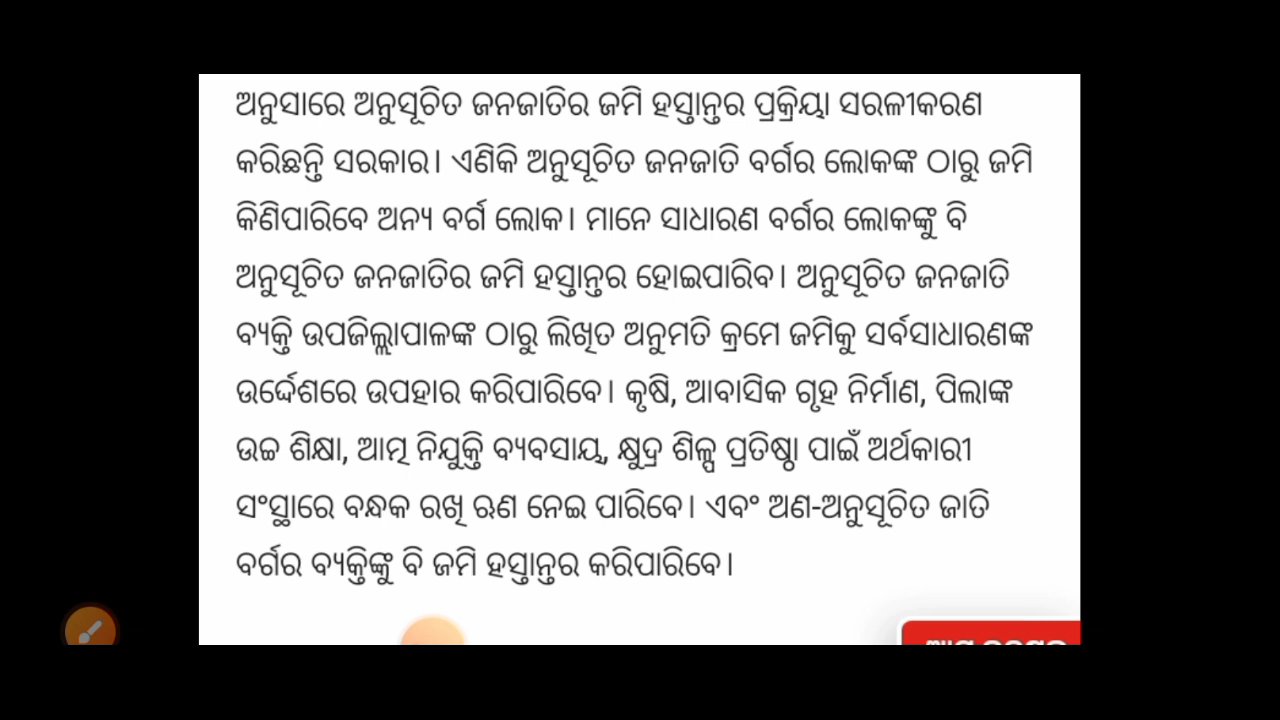 ଅନୁସାରେ ଅନୁସୂଚିତ ଜନଜାତିର ଜମି ହସ୍ତାନ୍ତର ପ୍ରକ୍ରିୟା ସରଳୀକରଣ
କରିଛନ୍ତି ସରକାର। ଏଣିକି ଅନୁସୂଚିତ ଜନଜାତି ବର୍ଗର ଲୋକଙ୍କ ଠାରୁ ଜମି
କିଣିପାରିବେ ଅନ୍ୟ ବର୍ଗ ଲୋକ। ମାନେ ସାଧାରଣ ବର୍ଗର ଲୋକଙ୍କୁ ବି
ଅନୁସୂଚିତ ଜନଜାତିର ଜମି ହସ୍ତାନ୍ତର ହୋଇପାରିବ। ଅନୁସୂଚିତ ଜନଜାତି
ବ୍ୟକ୍ତି ଉପଜିଲ୍ଲାପାଳଙ୍କ ଠାରୁ ଲିଖିତ ଅନୁମତି କ୍ରମେ ଜମିକୁ ସର୍ବସାଧାରଣଙ୍କ
ଉର୍ଦ୍ଦେଶରେ ଉପହାର କରିପାରିବେ। କୃଷି, ଆବାସିକ ଗୃହ ନିର୍ମାଣ, ପିଲାଙ୍କ
ଉଚ୍ଚ ଶିକ୍ଷା, ଆତ୍ମ ନିଯୁକ୍ତି ବ୍ୟବସାୟ, କ୍ଷୁଦ୍ର ଶିଳ୍ପ ପ୍ରତିଷ୍ଠା ପାଇଁ ଅର୍ଥକାରୀ
ସଂସ୍ଥାରେ ବନ୍ଧକ ରଖି ଋଣ ନେଇ ପାରିବେ। ଏବଂ ଅଣ-ଅନୁସୂଚିତ ଜାତି
ବର୍ଗର ବ୍ୟକ୍ତିଙ୍କୁ ବି ଜମି ହସ୍ତାନ୍ତର କରିପାରିବେ।